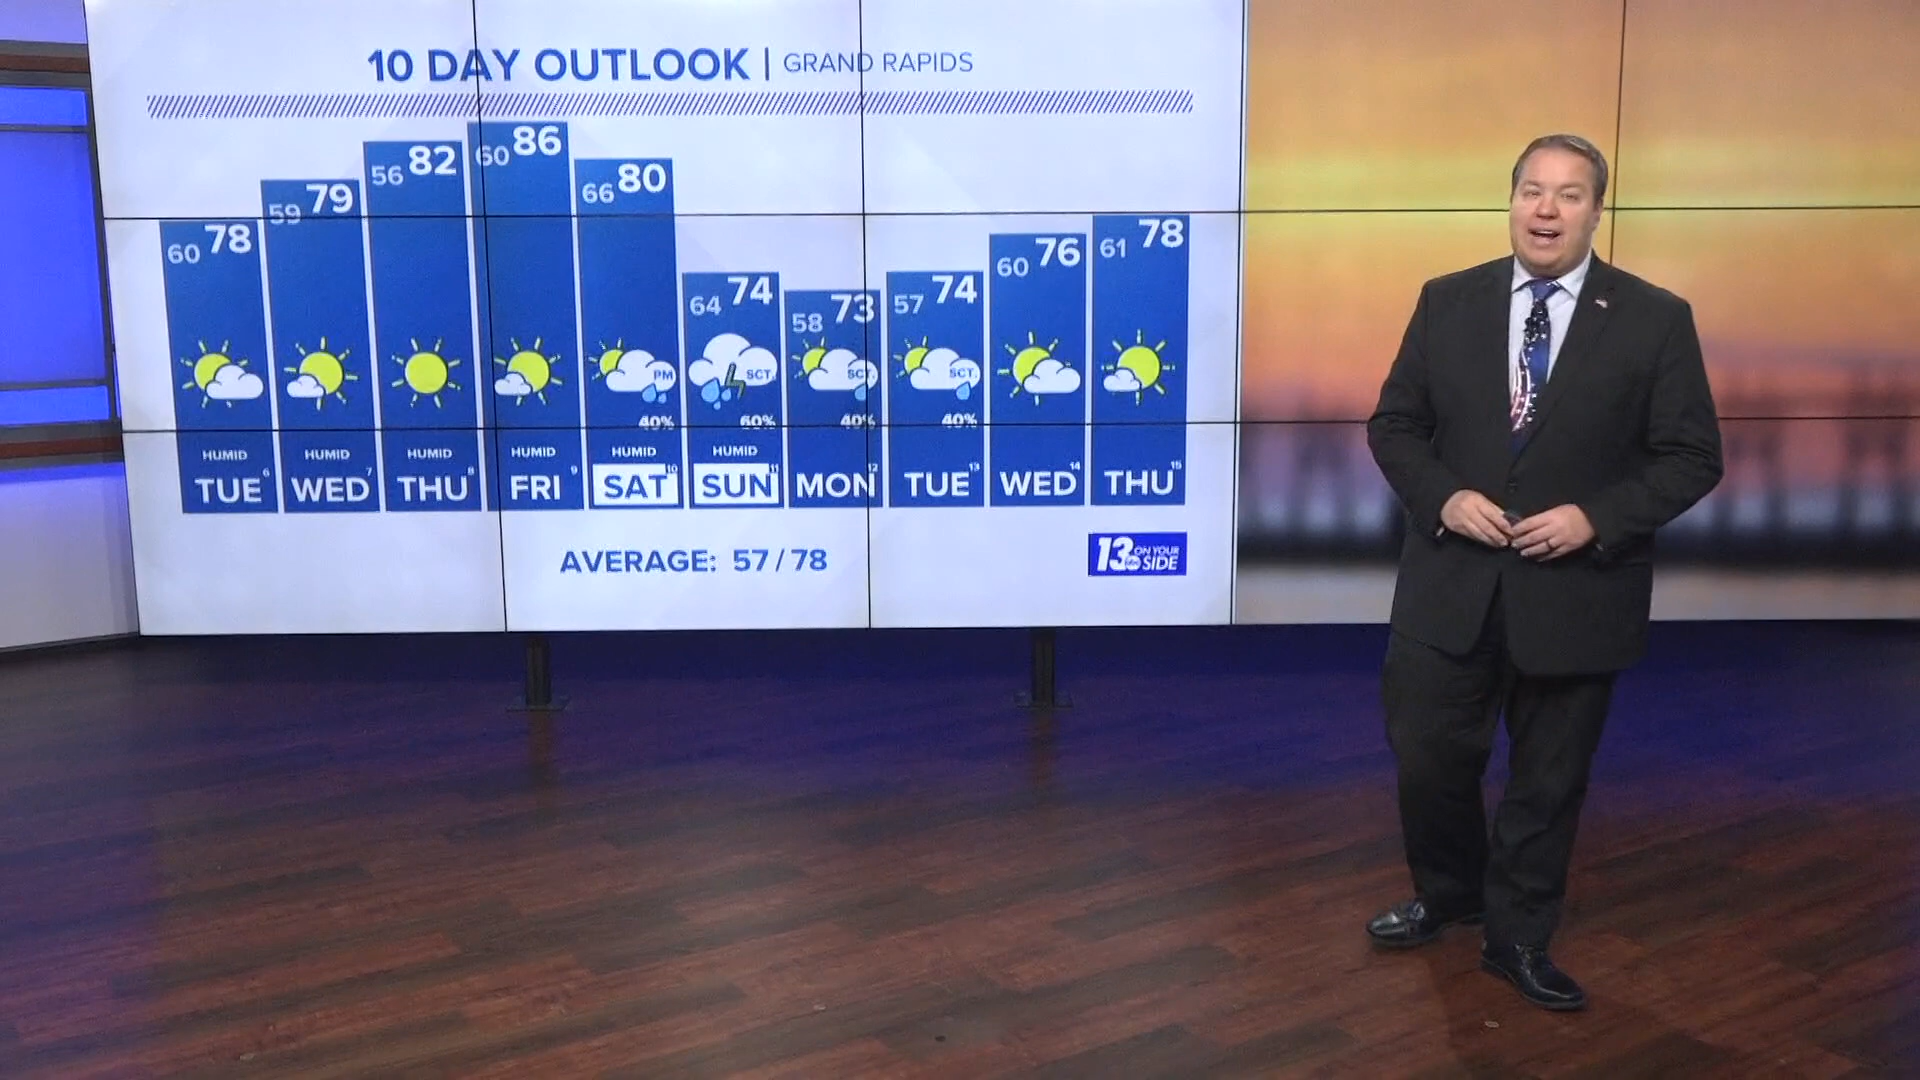 10 DAY OUTLOOK | GRAND RAPIDS
60 78
59 79
56 82
60 86
66 80
64 74
58 73
57 74
60 76
61 78
PM
SCT.
SCT.
SCT.
40%
60%
40%
40%
HUMID
HUMID
HUMID
HUMID
HUMID
HUMID
TUE 6
WED 7
THU 8
FRI 9
SAT 10
SUN 11
MON 12
TUE 13
WED 14
THU 15
AVERAGE: 57/78
13 abc ON YOUR SIDE